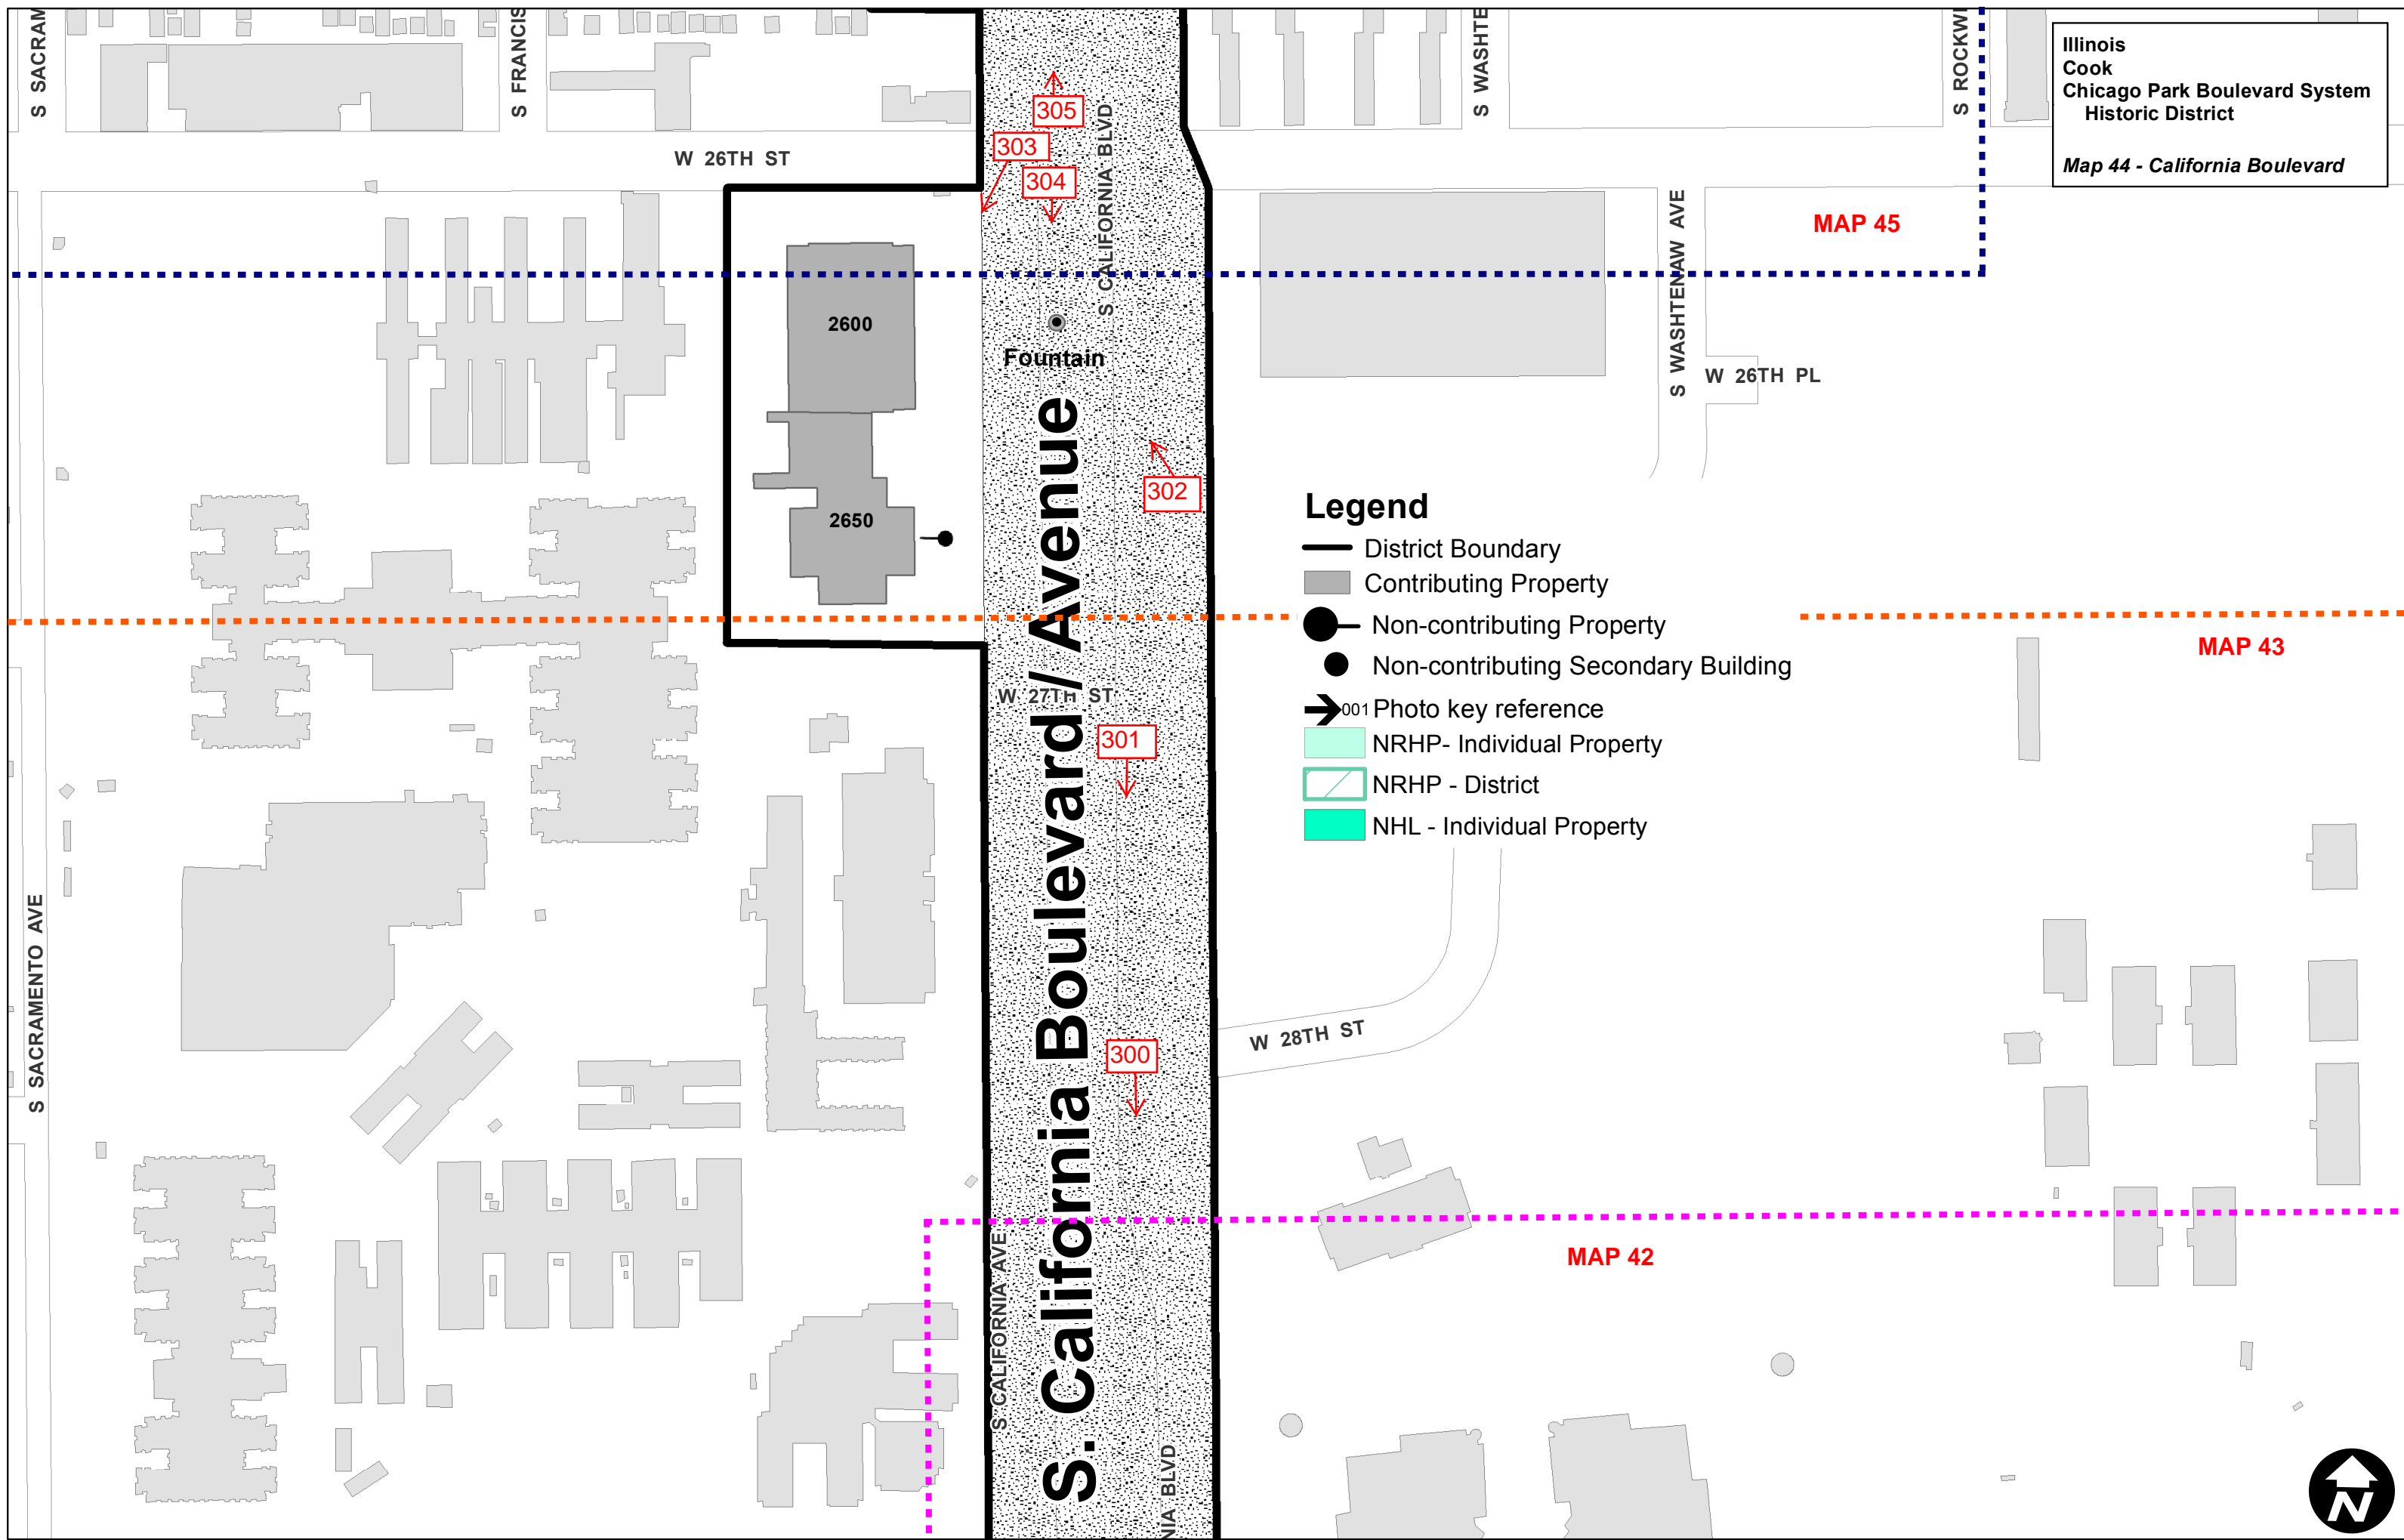 S SACRAM
S FRANCIS
S WASHTE
S ROCKWI
Illinois
Cook
Chicago Park Boulevard System
Historic District
Map 44 - California Boulevard
305
303
304
W 26TH ST
S CALIFORNIA BLVD
S WASHTENAW AVE
MAP 45
2600
Fountain
W 26TH PL
302
2650
S. California Boulevard / Avenue
Legend
District Boundary
Contributing Property
Non-contributing Property
Non-contributing Secondary Building
001 Photo key reference
NRHP- Individual Property
NRHP - District
NHL - Individual Property
MAP 43
W 27TH ST
301
S SACRAMENTO AVE
W 28TH ST
300
S CALIFORNIA AVE
MAP 42
NIA BLVD
N